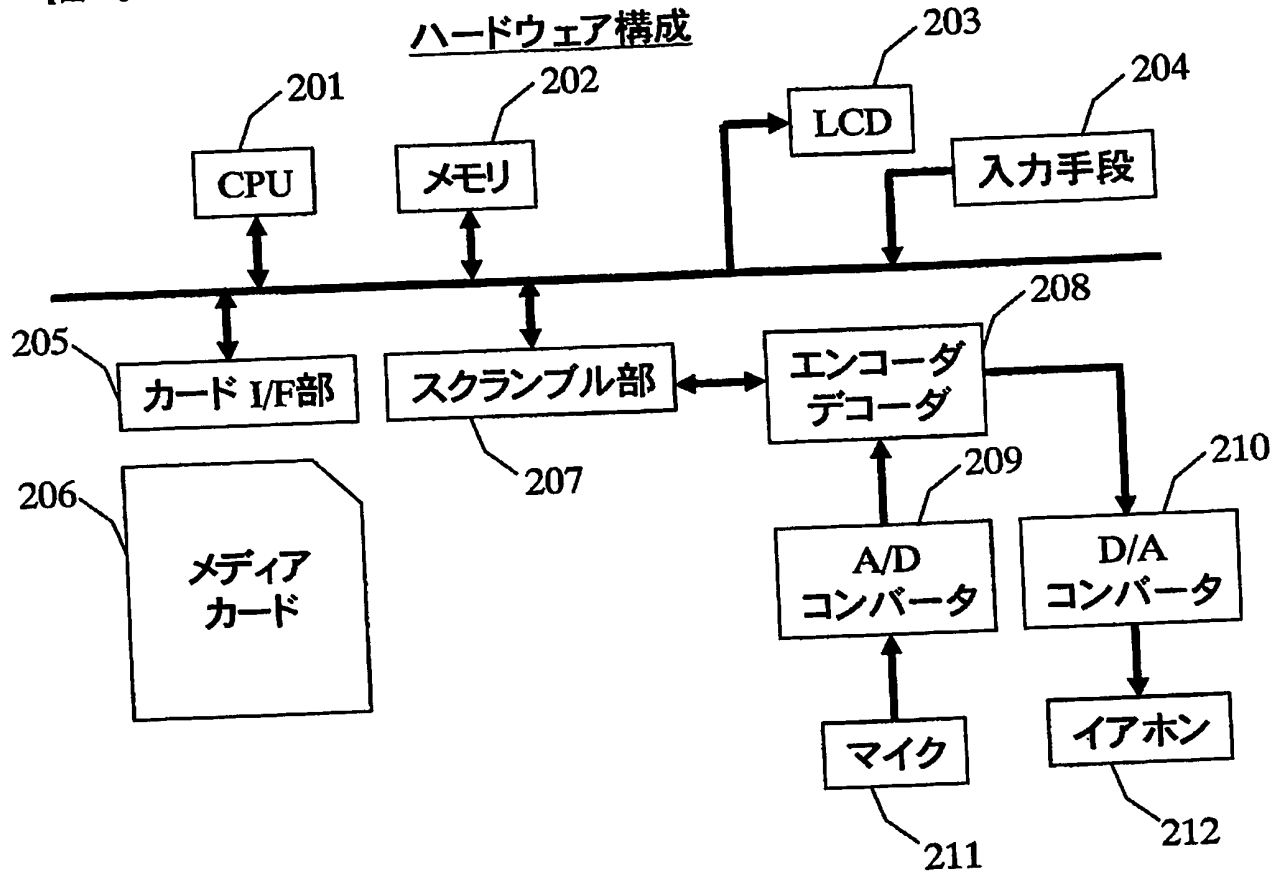 ハードウェア構成
201
202
203
204
CPU
メモリ
LCD
入力手段
205
カード I/F部
スクランブル部
207
エンコーダ
デコーダ
208
206
メディア
カード
209
A/D
コンバータ
210
D/A
コンバータ
マイク
211
イアホン
212